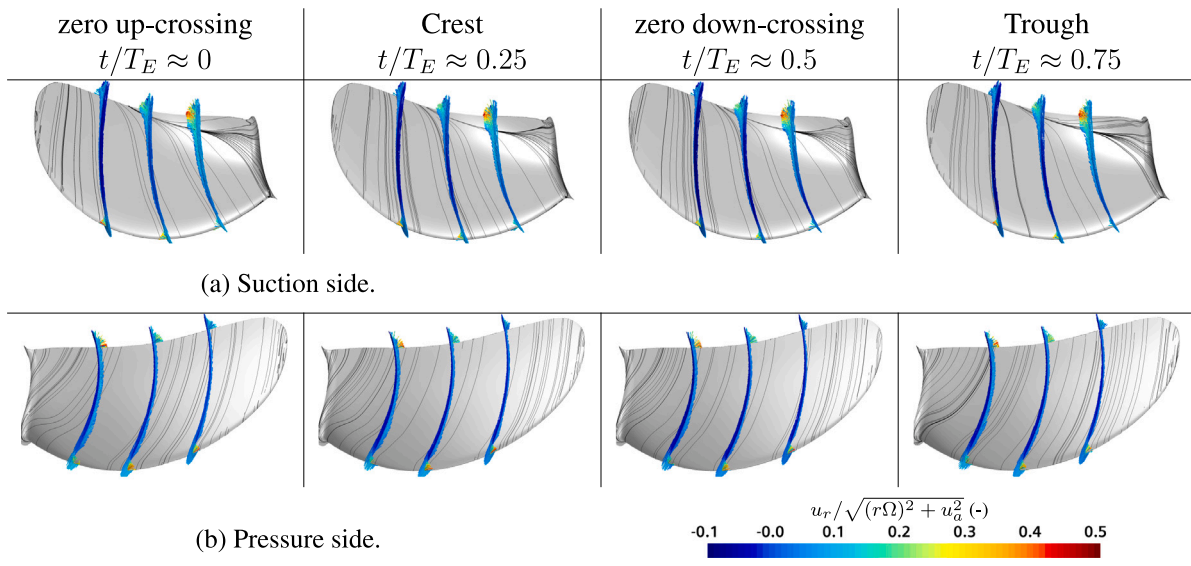 zero up-crossing
t/T_E ≈ 0
Crest
t/T_E ≈ 0.25
zero down-crossing
t/T_E ≈ 0.5
Trough
t/T_E ≈ 0.75
(a) Suction side.
(b) Pressure side.
u_r/√((rΩ)² + u_a²) (-)
-0.1 -0.0 0.1 0.2 0.3 0.4 0.5